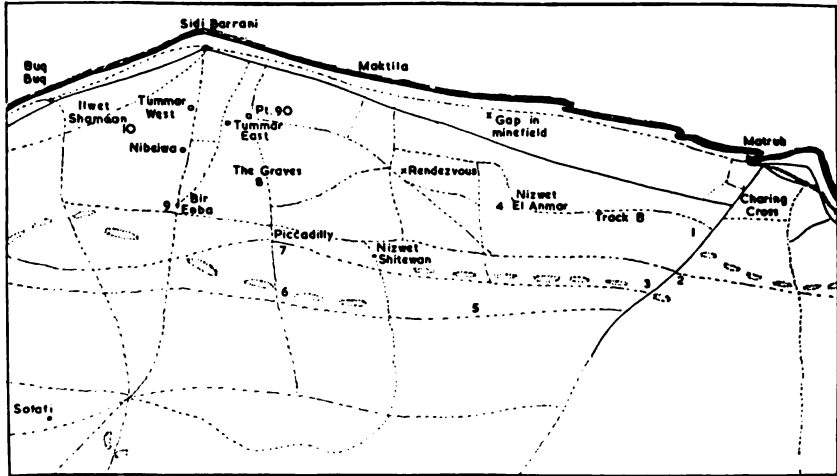 Sidi Barrani
Buq
Buq
Maktila
Ilwet
Shamáan
10
Tummar
West
Pt. 90
Tummar
East
Gap in
minefield
Matruh
Nibeiwa
The Graves
8
Rendezvous
Nizwet
El Anmar
4
Charing
Cross
9
Bir
Enba
Track B
1
Piccadilly
7
Nizwet
Shitewan
3
2
6
5
Sofafi